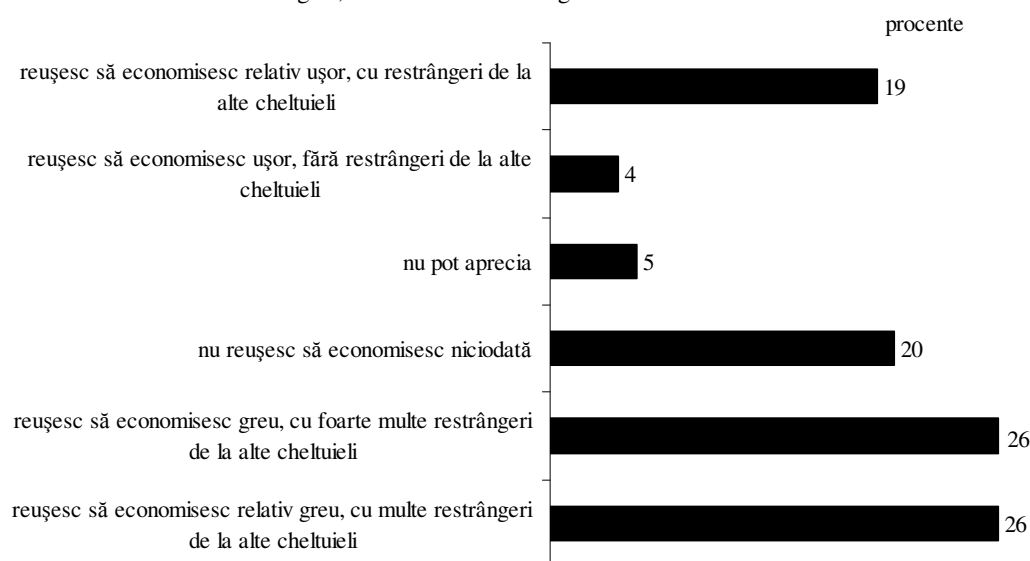 procente
reuşesc să economisesc relativ uşor, cu restrângeri de la
alte cheltuieli
19
reuşesc să economisesc uşor, fără restrângeri de la alte
cheltuieli
4
nu pot aprecia
5
nu reuşesc să economisesc niciodată
20
reuşesc să economisesc greu, cu foarte multe restrângeri
de la alte cheltuieli
26
reuşesc să economisesc relativ greu, cu multe restrângeri
de la alte cheltuieli
26